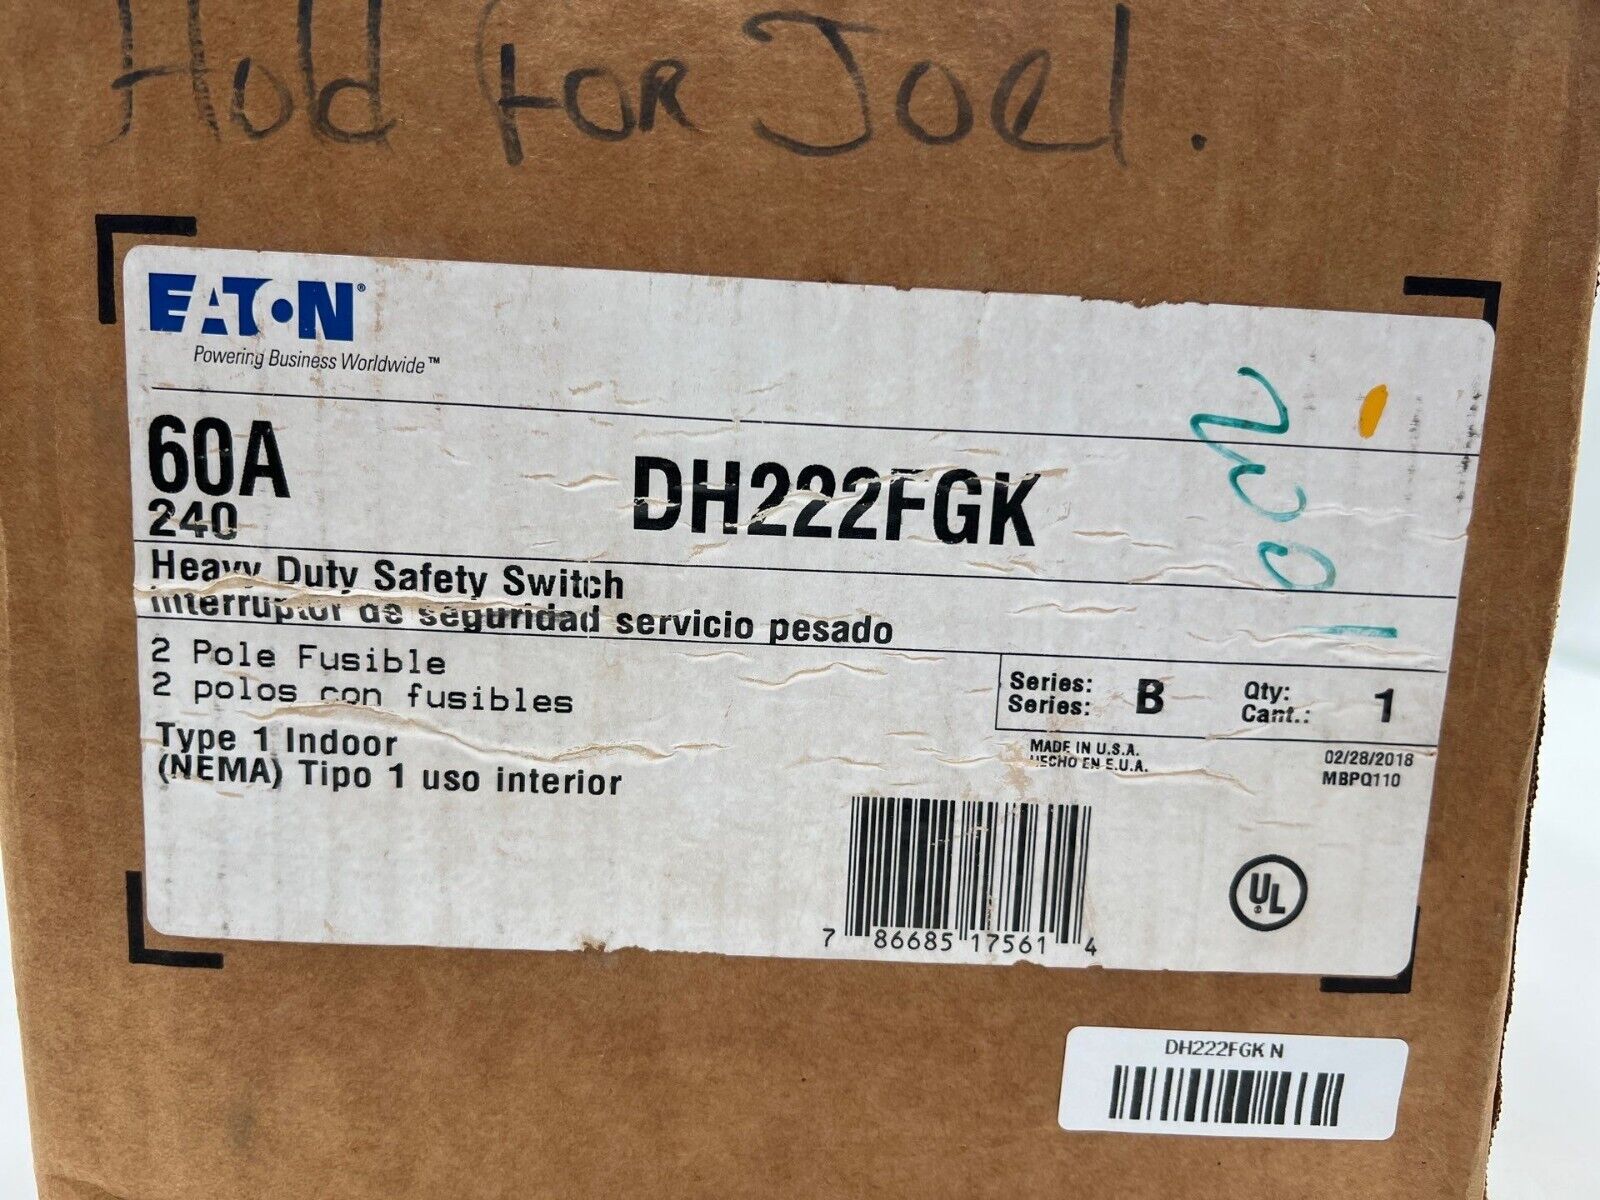 Hold FOR Joel.
EATON®
Powering Business Worldwide™
60A
240
DH222FGK
Heavy Duty Safety Switch
Interruptor de seguridad servicio pesado
2 Pole Fusible
2 polos con fusibles
Type 1 Indoor
(NEMA) Tipo 1 uso interior
Series: B Qty: 1
Series: Cant.:
MADE IN U.S.A.
HECHO EN E.U.A.
02/28/2018
MBPQ110
7 86685 17561 4
UL
DH222FGK N